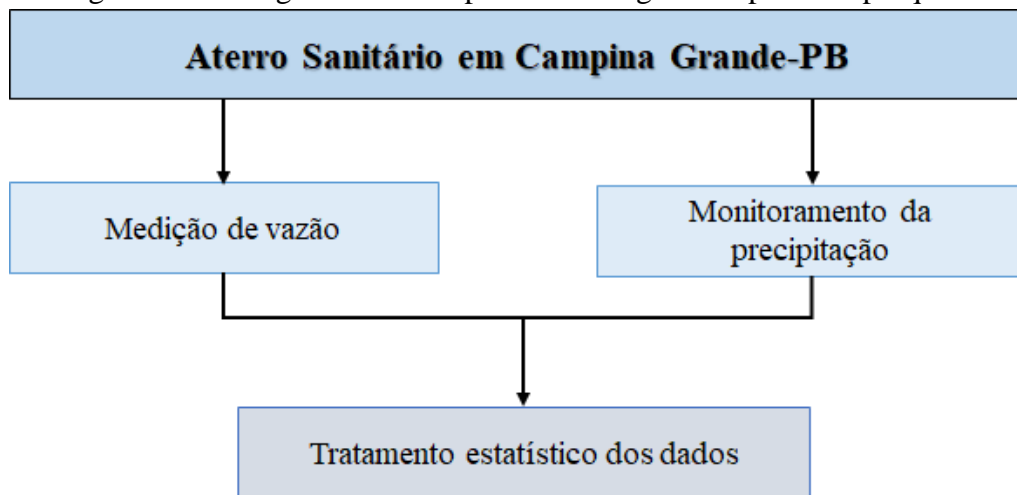 Aterro Sanitário em Campina Grande-PB
Medição de vazão
Monitoramento da
precipitação
Tratamento estatístico dos dados